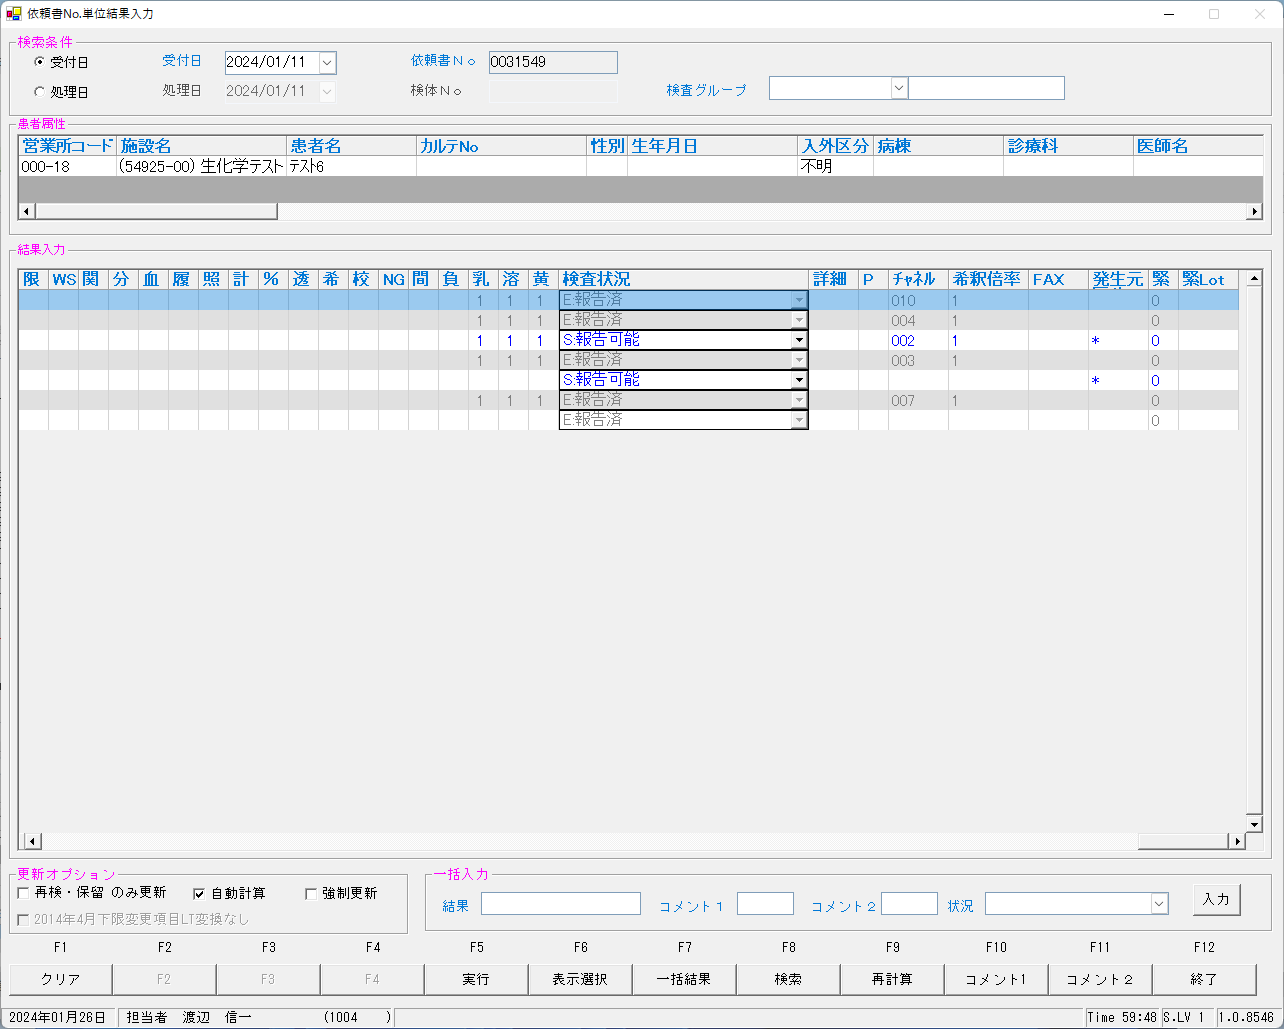 依頼書No.単位結果入力
検索条件
受付日 受付日 2024/01/11 依頼書No 0031549
処理日 処理日 2024/01/11 検体No 検査グループ
患者属性
営業所コード 施設名 患者名 カルテNo 性別 生年月日 入外区分 病棟 診療科 医師名
000-18 (54925-00) 生化学テスト テスト6 不明
結果入力
限 WS 関 分 血 履 照 計 % 透 希 校 NG 間 負 乳 溶 黄 検査状況 詳細 P チャネル 希釈倍率 FAX 発生元 緊 緊Lot
1 1 1 E:報告済 010 1 0
1 1 1 E:報告済 004 1 0
1 1 1 S:報告可能 002 1 * 0
1 1 1 E:報告済 003 1 0
S:報告可能 * 0
1 1 1 E:報告済 007 1 0
E:報告済 0
更新オプション
再検・保留 のみ更新 自動計算 強制更新
2014年4月下限変更項目LT変換なし
一括入力
結果 コメント1 コメント2 状況 入力
F1 F2 F3 F4 F5 F6 F7 F8 F9 F10 F11 F12
クリア F2 F3 F4 実行 表示選択 一括結果 検索 再計算 コメント1 コメント2 終了
2024年01月26日 担当者 渡辺 信一 (1004 ) Time 59:48 S.LV 1 1.0.8546